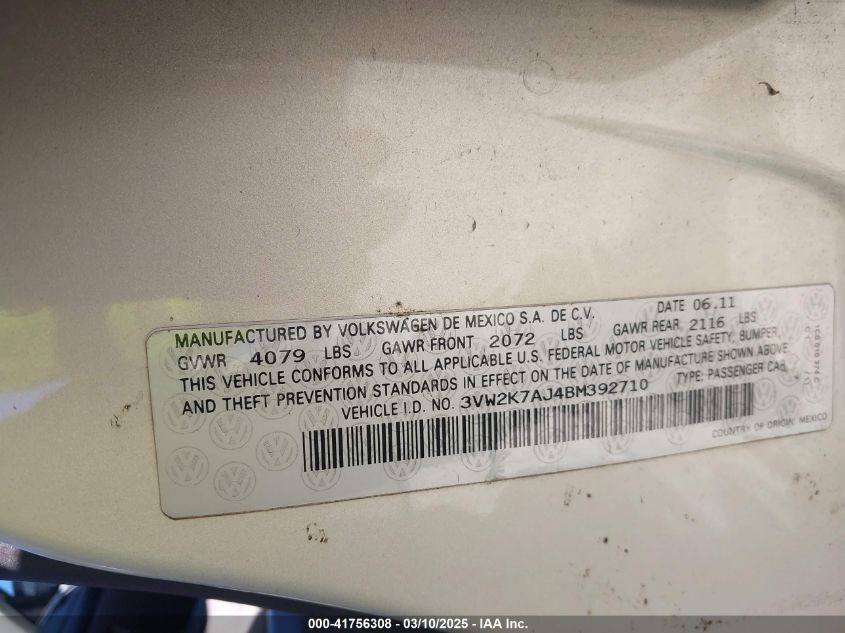 MANUFACTURED BY VOLKSWAGEN DE MEXICO S.A. DE C.V. DATE 06.11
GVWR 4079 LBS GAWR FRONT 2072 LBS GAWR REAR 2116 LBS
THIS VEHICLE CONFORMS TO ALL APPLICABLE U.S. FEDERAL MOTOR VEHICLE SAFETY, BUMPER,
AND THEFT PREVENTION STANDARDS IN EFFECT ON THE DATE OF MANUFACTURE SHOWN ABOVE
VEHICLE I.D. NO. 3VW2K7AJ4BM392710 TYPE: PASSENGER CAR
COUNTRY OF ORIGIN: MEXICO
000-41756308 — 03/10/2025 — IAA Inc.